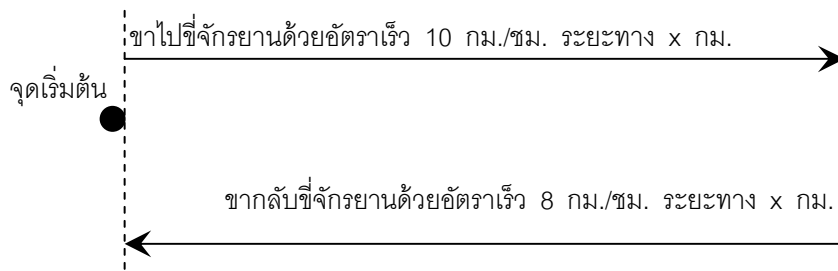 ขาไปขี่จักรยานด้วยอัตราเร็ว 10 กม./ชม. ระยะทาง x กม.
จุดเริ่มต้น
ขากลับขี่จักรยานด้วยอัตราเร็ว 8 กม./ชม. ระยะทาง x กม.